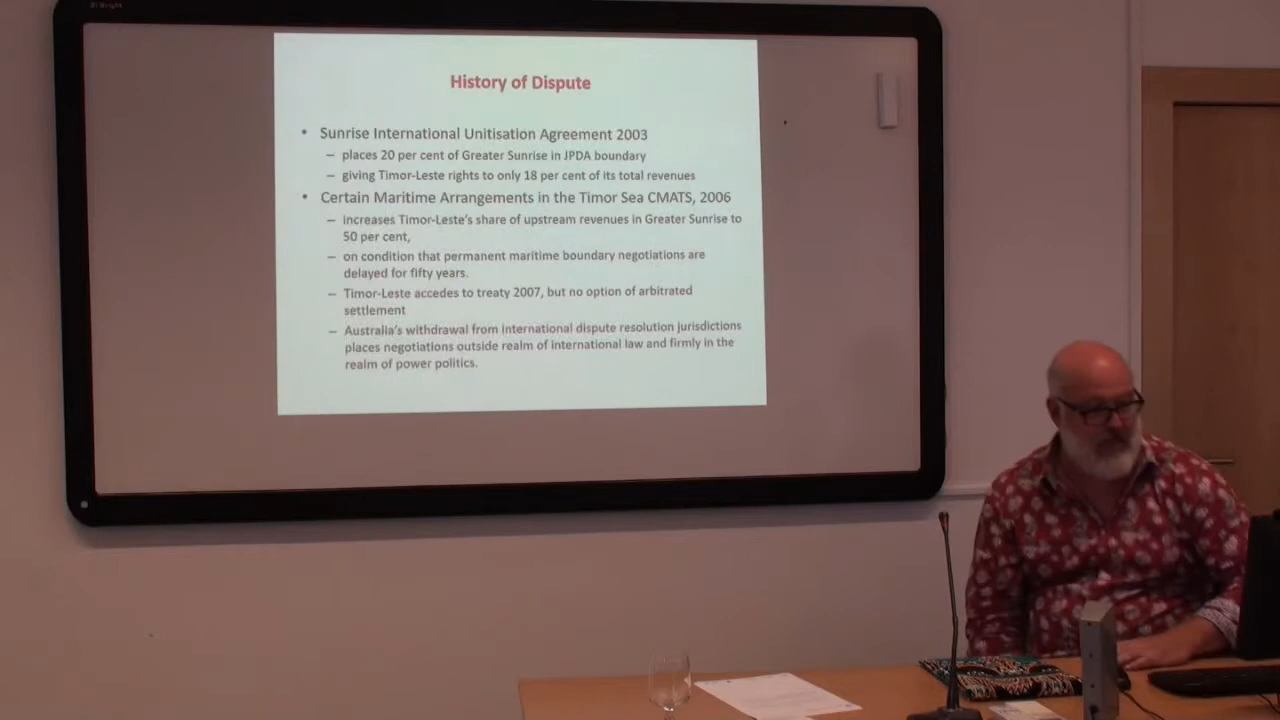 History of Dispute
• Sunrise International Unitisation Agreement 2003
– places 20 per cent of Greater Sunrise in JPDA boundary
– giving Timor-Leste rights to only 18 per cent of its total revenues
• Certain Maritime Arrangements in the Timor Sea CMATS, 2006
– increases Timor-Leste's share of upstream revenues in Greater Sunrise to
50 per cent,
– on condition that permanent maritime boundary negotiations are
delayed for fifty years.
– Timor-Leste accedes to treaty 2007, but no option of arbitrated
settlement
– Australia's withdrawal from international dispute resolution jurisdictions
places negotiations outside realm of international law and firmly in the
realm of power politics.